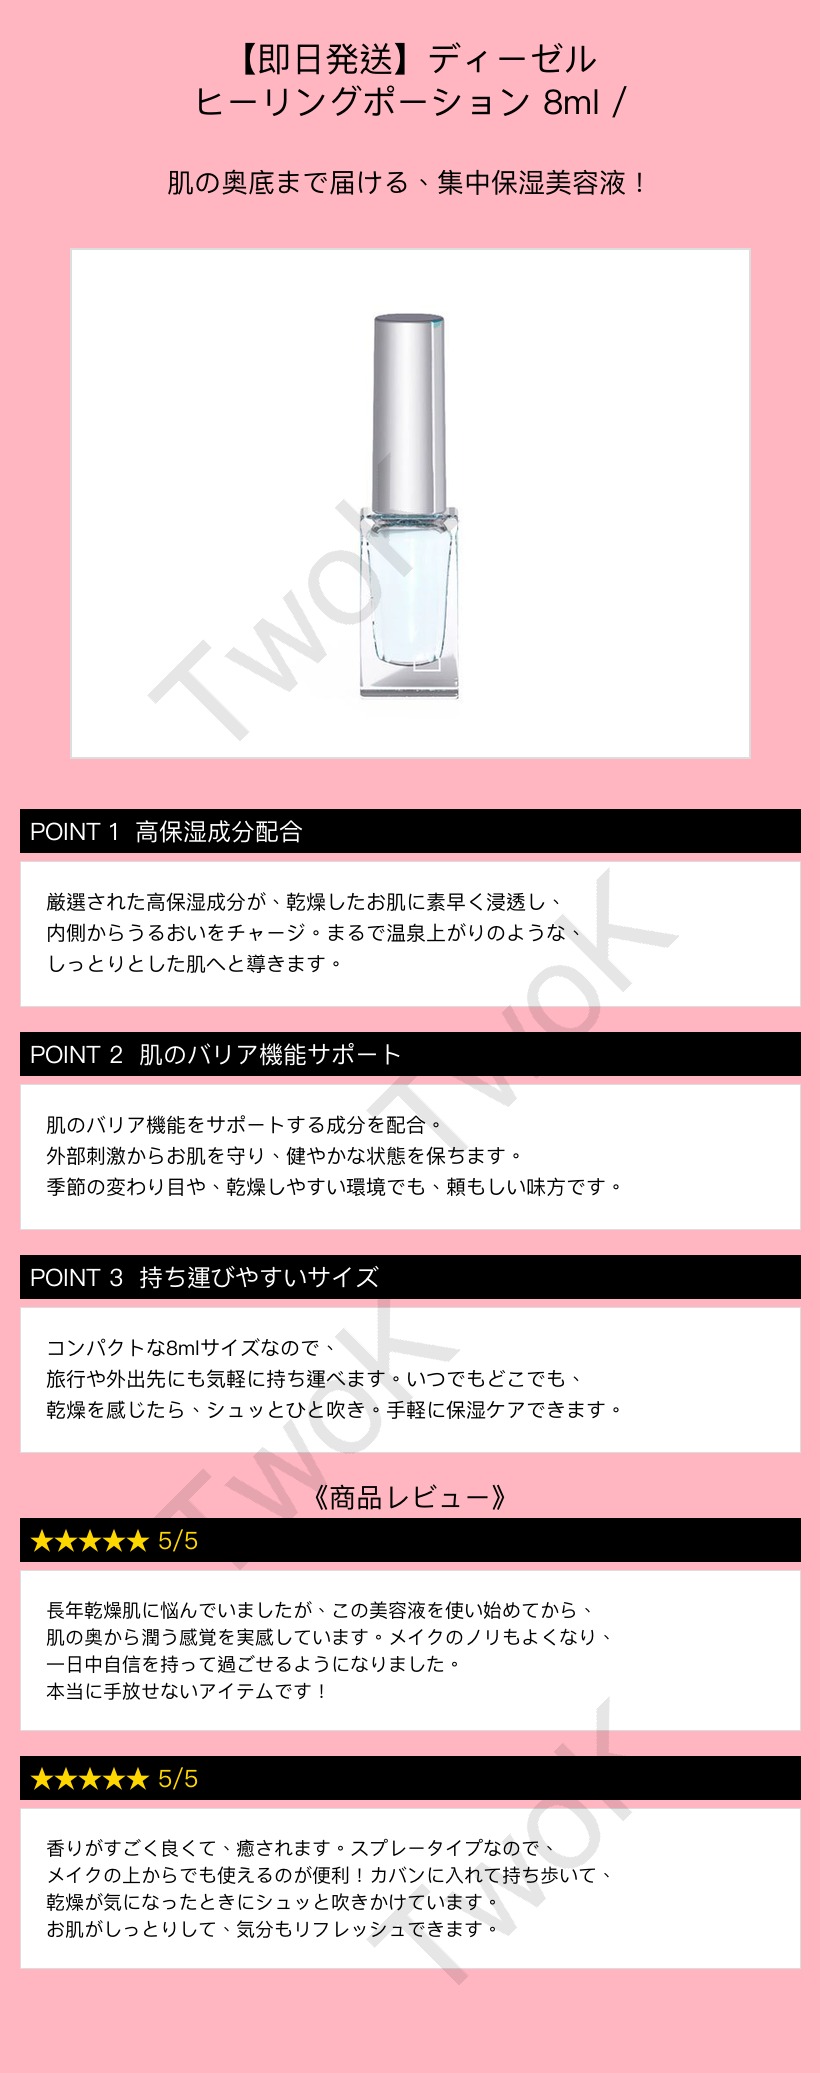 【即日発送】ディーゼル
ヒーリングポーション 8ml /
肌の奥底まで届ける、集中保湿美容液！
TwoK
POINT 1 高保湿成分配合
厳選された高保湿成分が、乾燥したお肌に素早く浸透し、
内側からうるおいをチャージ。まるで温泉上がりのような、
しっとりとした肌へと導きます。
TwoK
POINT 2 肌のバリア機能サポート
肌のバリア機能をサポートする成分を配合。
外部刺激からお肌を守り、健やかな状態を保ちます。
季節の変わり目や、乾燥しやすい環境でも、頼もしい味方です。
POINT 3 持ち運びやすいサイズ
コンパクトな8mlサイズなので、
旅行や外出先にも気軽に持ち運べます。いつでもどこでも、
乾燥を感じたら、シュッとひと吹き。手軽に保湿ケアできます。
TwoK
《商品レビュー》
★★★★★ 5/5
長年乾燥肌に悩んでいましたが、この美容液を使い始めてから、
肌の奥から潤う感覚を実感しています。メイクのノリもよくなり、
一日中自信を持って過ごせるようになりました。
本当に手放せないアイテムです！
★★★★★ 5/5
香りがすごく良くて、癒されます。スプレータイプなので、
メイクの上からでも使えるのが便利！カバンに入れて持ち歩いて、
乾燥が気になったときにシュッと吹きかけています。
お肌がしっとりして、気分もリフレッシュできます。
TwoK